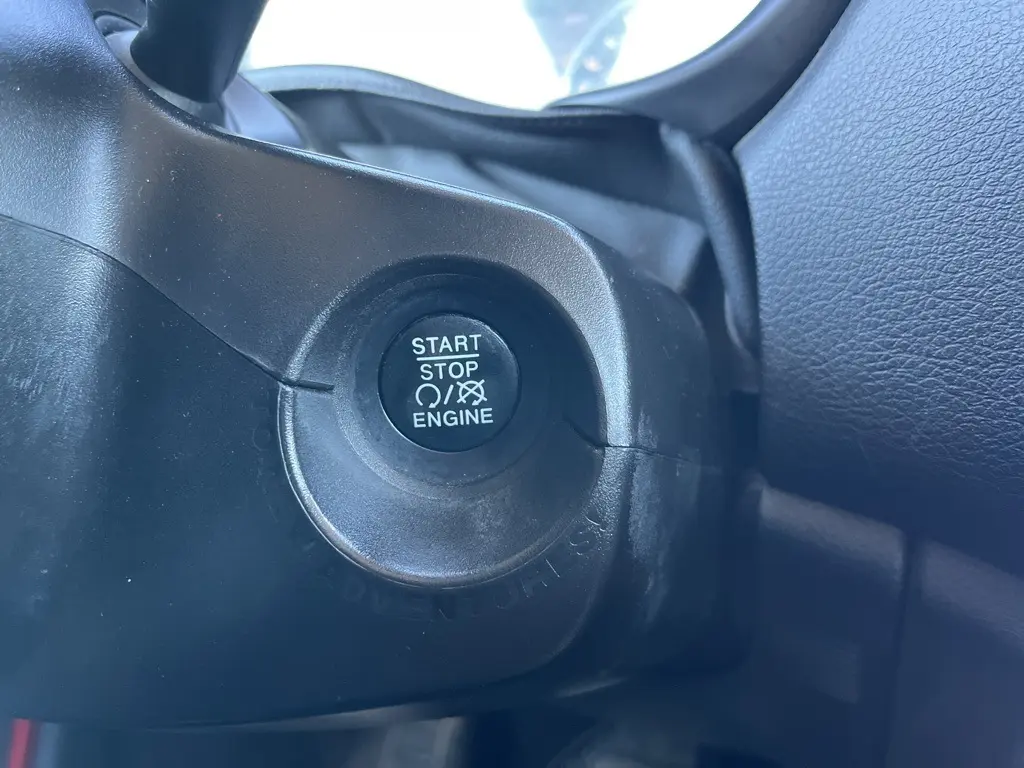 START
STOP
/
ENGINE